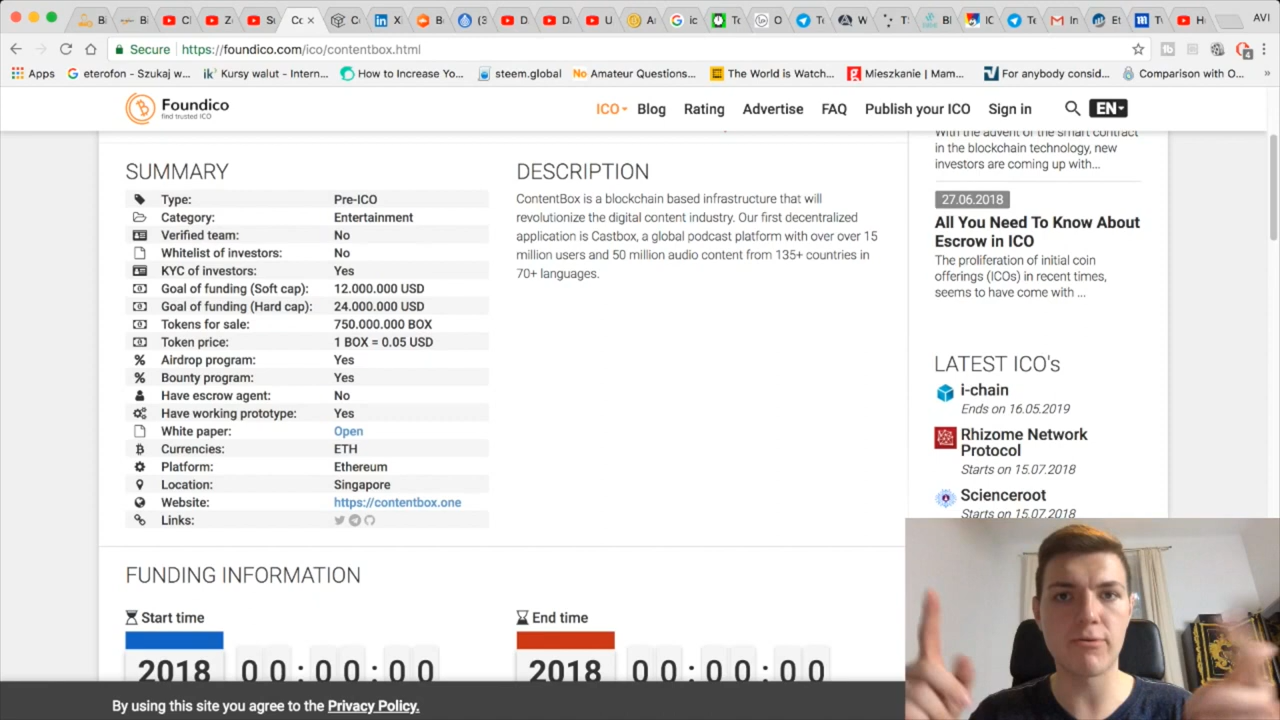 AVI
Secure https://foundico.com/ico/contentbox.html
Apps eterofon - Szukaj w... Kursy walut - Intern... How to Increase Yo... steem.global No Amateur Questions... The World is Watch... Mieszkanie | Mam... For anybody consid... Comparison with O...
Foundico
find trusted ICO
ICO Blog Rating Advertise FAQ Publish your ICO Sign in EN
SUMMARY
Type: Pre-ICO
Category: Entertainment
Verified team: No
Whitelist of investors: No
KYC of investors: Yes
Goal of funding (Soft cap): 12.000.000 USD
Goal of funding (Hard cap): 24.000.000 USD
Tokens for sale: 750.000.000 BOX
Token price: 1 BOX = 0.05 USD
Airdrop program: Yes
Bounty program: Yes
Have escrow agent: No
Have working prototype: Yes
White paper: Open
Currencies: ETH
Platform: Ethereum
Location: Singapore
Website: https://contentbox.one
Links:
DESCRIPTION
ContentBox is a blockchain based infrastructure that will
revolutionize the digital content industry. Our first decentralized
application is Castbox, a global podcast platform with over over 15
million users and 50 million audio content from 135+ countries in
70+ languages.
With the advent of the smart contract
in the blockchain technology, new
investors are coming up with...
27.06.2018
All You Need To Know About
Escrow in ICO
The proliferation of initial coin
offerings (ICOs) in recent times,
seems to have come with ...
LATEST ICO's
i-chain
Ends on 16.05.2019
Rhizome Network
Protocol
Starts on 15.07.2018
Scienceroot
Starts on 15.07.2018
FUNDING INFORMATION
Start time
2018 00:00:00
End time
2018 00:00:00
By using this site you agree to the Privacy Policy.